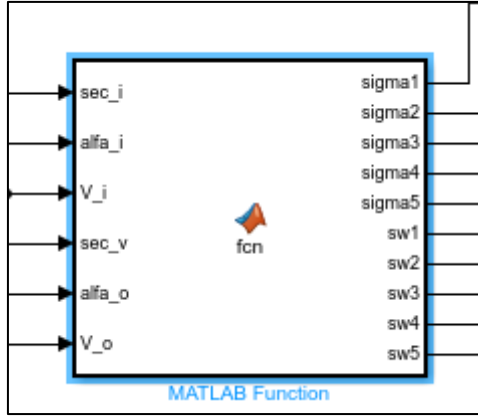 sec_i
alfa_i
V_i
sec_v
alfa_o
V_o
fcn
sigma1
sigma2
sigma3
sigma4
sigma5
sw1
sw2
sw3
sw4
sw5
MATLAB Function